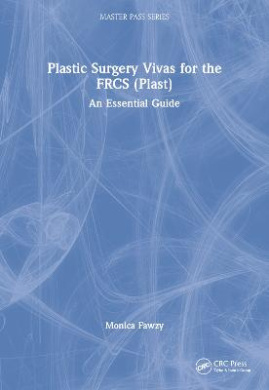 MASTER PASS SERIES
Plastic Surgery Vivas for the
FRCS (Plast)
An Essential Guide
Monica Fawzy
CRC Press